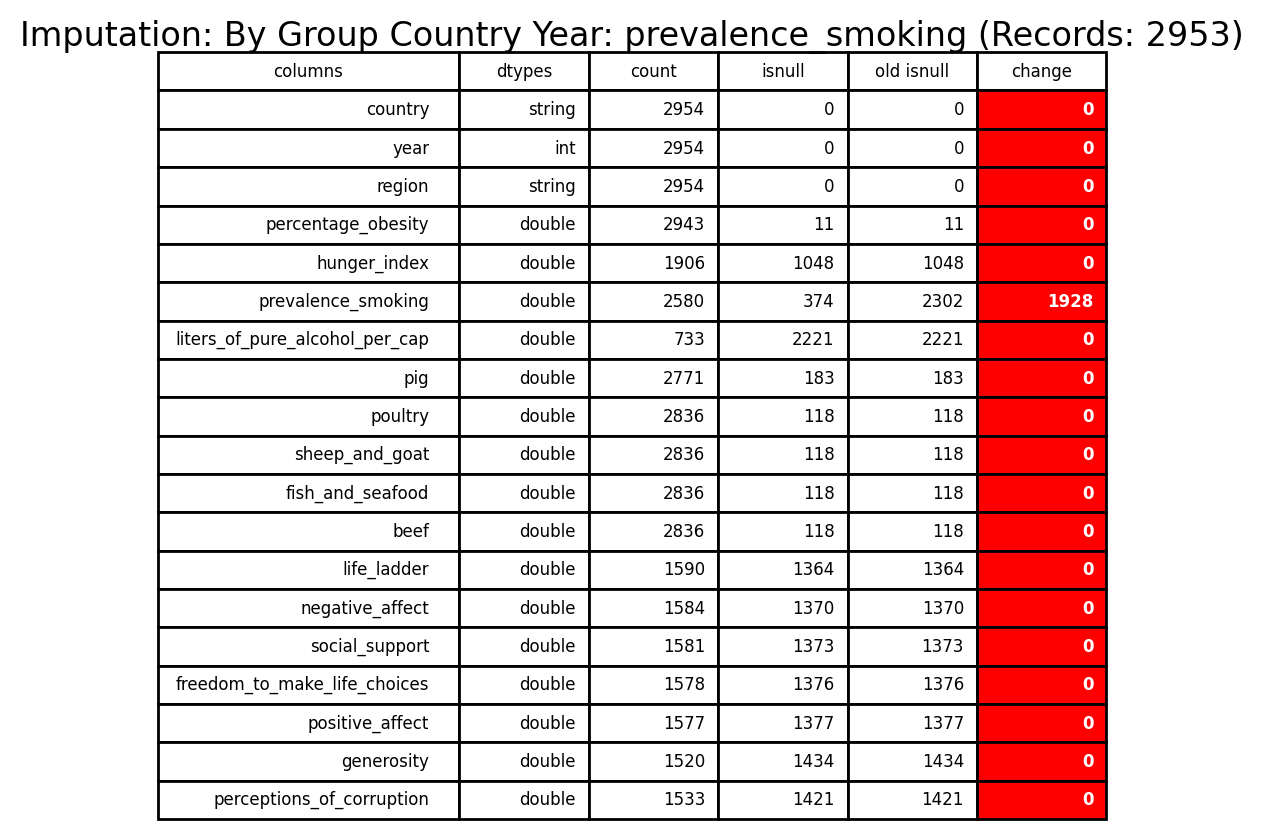 Imputation: By Group Country Year: prevalence_smoking (Records: 2953)
columns dtypes count isnull old isnull change
country string 2954 0 0 0
year int 2954 0 0 0
region string 2954 0 0 0
percentage_obesity double 2943 11 11 0
hunger_index double 1906 1048 1048 0
prevalence_smoking double 2580 374 2302 1928
liters_of_pure_alcohol_per_cap double 733 2221 2221 0
pig double 2771 183 183 0
poultry double 2836 118 118 0
sheep_and_goat double 2836 118 118 0
fish_and_seafood double 2836 118 118 0
beef double 2836 118 118 0
life_ladder double 1590 1364 1364 0
negative_affect double 1584 1370 1370 0
social_support double 1581 1373 1373 0
freedom_to_make_life_choices double 1578 1376 1376 0
positive_affect double 1577 1377 1377 0
generosity double 1520 1434 1434 0
perceptions_of_corruption double 1533 1421 1421 0